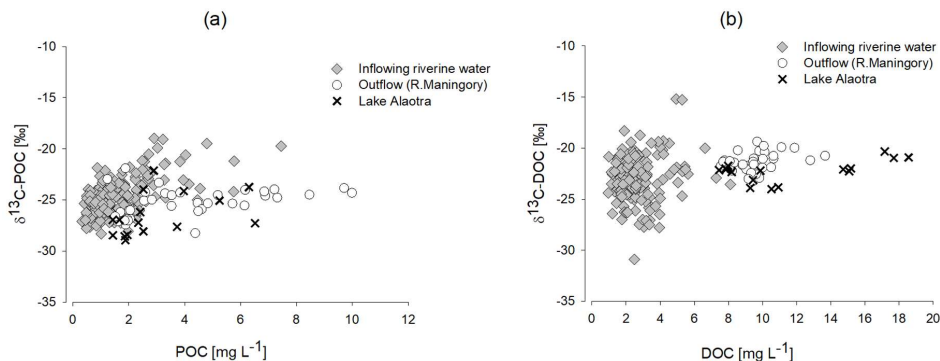 (a)
-10
-15
-20
-25
-30
-35
δ13C-POC [‰]
Inflowing riverine water
Outflow (R.Maningory)
Lake Alaotra
0 2 4 6 8 10 12
POC [mg L-1]
(b)
-10
-15
-20
-25
-30
-35
δ13C-DOC [‰]
Inflowing riverine water
Outflow (R.Maningory)
Lake Alaotra
0 2 4 6 8 10 12 14 16 18 20
DOC [mg L-1]